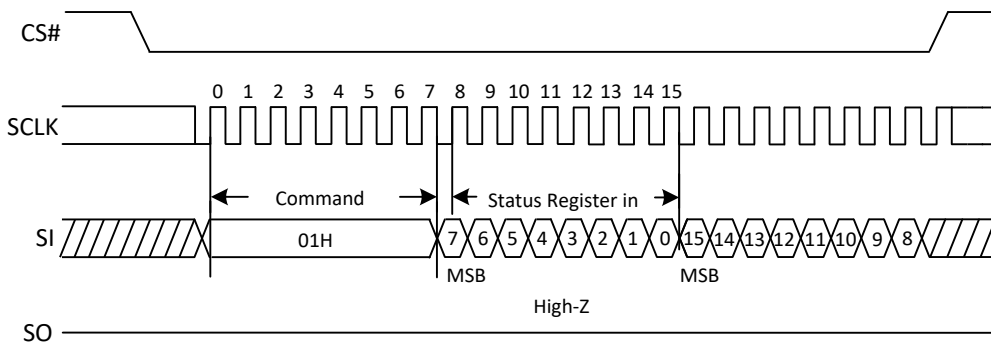 CS#
0 1 2 3 4 5 6 7 8 9 10 11 12 13 14 15
SCLK
Command Status Register in
SI 01H 7 6 5 4 3 2 1 0 15 14 13 12 11 10 9 8
MSB MSB
High-Z
SO